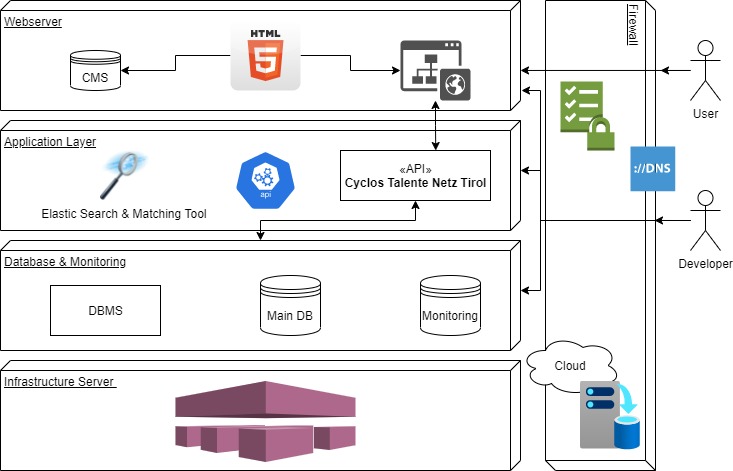 Webserver
CMS
HTML
5
Firewall
User
Application Layer
Elastic Search & Matching Tool
api
«API»
Cyclos Talente Netz Tirol
://DNS
Developer
Database & Monitoring
DBMS
Main DB
Monitoring
Infrastructure Server
Cloud